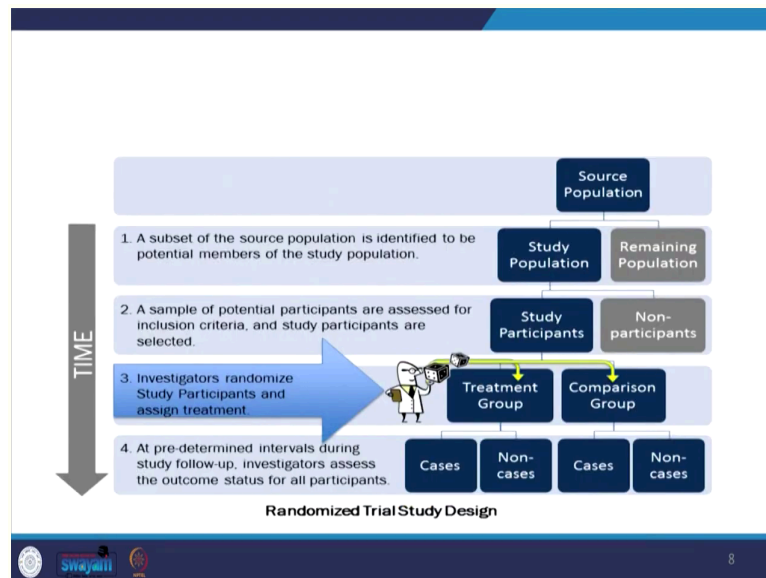 Source
Population
1. A subset of the source population is identified to be
potential members of the study population.
Study
Population
Remaining
Population
2. A sample of potential participants are assessed for
inclusion criteria, and study participants are
selected.
Study
Participants
Non-
participants
TIME
3. Investigators randomize
Study Participants and
assign treatment.
Treatment
Group
Comparison
Group
4. At pre-determined intervals during
study follow-up, investigators assess
the outcome status for all participants.
Cases
Non-
cases
Cases
Non-
cases
Randomized Trial Study Design
swayam
8